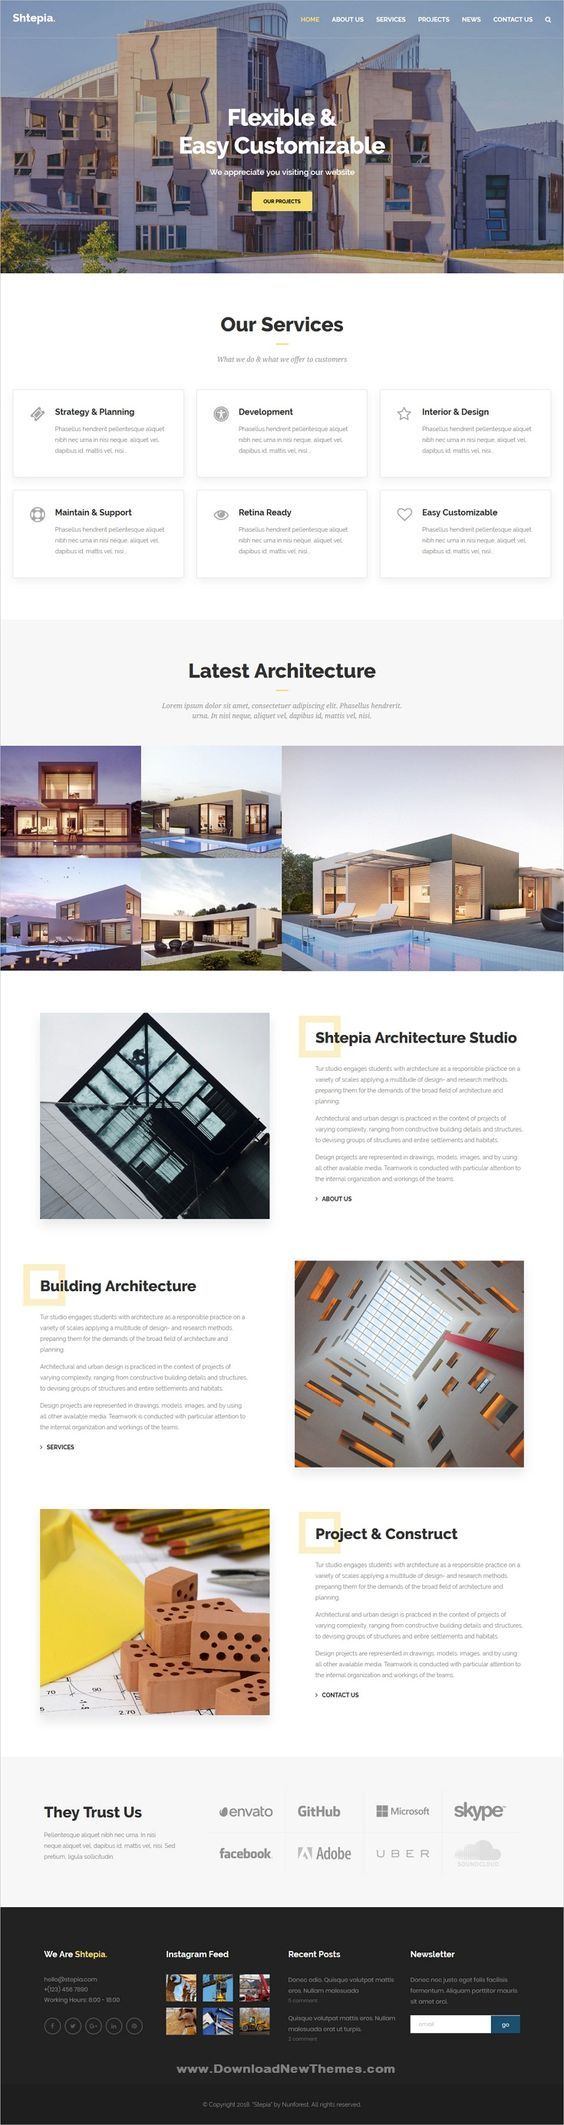 Shtepia.
HOME ABOUT US SERVICES PROJECTS NEWS CONTACT US
Flexible &
Easy Customizable
We appreciate you visiting our website
OUR PROJECTS
Our Services
What we do & what we offer to customers
Strategy & Planning
Phasellus hendrerit pellentesque aliquet
nibh nec urna in nisi neque, aliquet vel,
dapibus id, mattis vel, nisi .
Development
Phasellus hendrerit pellentesque aliquet
nibh nec urna in nisi neque, aliquet vel,
dapibus id, mattis vel, nisi .
Interior & Design
Phasellus hendrerit pellentesque aliquet
nibh nec urna in nisi neque, aliquet vel,
dapibus id, mattis vel, nisi .
Maintain & Support
Phasellus hendrerit pellentesque aliquet
nibh nec urna in nisi neque, aliquet vel,
dapibus id, mattis vel, nisi .
Retina Ready
Phasellus hendrerit pellentesque aliquet
nibh nec urna in nisi neque, aliquet vel,
dapibus id, mattis vel, nisi .
Easy Customizable
Phasellus hendrerit pellentesque aliquet
nibh nec urna in nisi neque, aliquet vel,
dapibus id, mattis vel, nisi .
Latest Architecture
Lorem ipsum dolor sit amet, consectetuer adipiscing elit. Phasellus hendrerit.
urna. In nisi neque, aliquet vel, dapibus id, mattis vel, nisi.
Shtepia Architecture Studio
Tur studio engages students with architecture as a responsible practice on a
variety of scales applying a multitude of design- and research methods,
preparing them for the demands of the broad field of architecture and
planning.
Architectural and urban design is practiced in the context of projects of
varying complexity, ranging from constructive building details and structures,
to devising groups of structures and entire settlements and habitats.
Design projects are represented in drawings, models, images, and by using
all other available media. Teamwork is conducted with particular attention to
the internal organization and workings of the teams.
> ABOUT US
Building Architecture
Tur studio engages students with architecture as a responsible practice on a
variety of scales applying a multitude of design- and research methods,
preparing them for the demands of the broad field of architecture and
planning.
Architectural and urban design is practiced in the context of projects of
varying complexity, ranging from constructive building details and structures,
to devising groups of structures and entire settlements and habitats.
Design projects are represented in drawings, models, images, and by using
all other available media. Teamwork is conducted with particular attention to
the internal organization and workings of the teams.
> SERVICES
Project & Construct
Tur studio engages students with architecture as a responsible practice on a
variety of scales applying a multitude of design- and research methods,
preparing them for the demands of the broad field of architecture and
planning.
Architectural and urban design is practiced in the context of projects of
varying complexity, ranging from constructive building details and structures,
to devising groups of structures and entire settlements and habitats.
Design projects are represented in drawings, models, images, and by using
all other available media. Teamwork is conducted with particular attention to
the internal organization and workings of the teams.
> CONTACT US
70 90 2.70
They Trust Us
Pellentesque aliquet nibh nec urna. In nisi
neque,aliquet vel, dapibus id, mattis vel, nisi. Sed
pretium, ligula sollicitudin.
envato GitHub Microsoft skype
facebook Adobe UBER SOUNDCLOUD
We Are Shtepia.
hello@stepia.com
+(123) 456 7890
Working Hours: 8:00 - 18:00
Instagram Feed
Recent Posts
Donec odio. Quisque volutpat mattis
eros. Nullam malesuada
5 comment
Quisque volutpat mattis eros. Nullam
malesuada erat ut turpis.
2 comment
Newsletter
Donec nec justo eget felis facilisis
fermentum. Aliquam porttitor mauris
sit amet orci.
email go
www.DownloadNewThemes.com
© Copyright 2018. "Stepia" by Nunforest. All rights reserved.